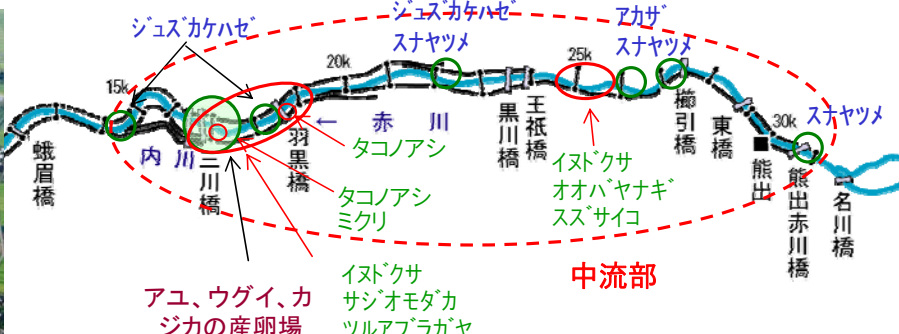 ジュズカケハゼ
ジュズカケハゼ
スナヤツメ
アカザ
スナヤツメ
スナヤツメ
15k
20k
25k
30k
← 赤川
内川
蛾眉橋
三川橋
羽黒橋
黒川橋
王祇橋
櫛引橋
東橋
熊出
熊出赤川橋
名川橋
タコノアシ
タコノアシ
ミクリ
イヌドクサ
オオバヤナギ
スズサイコ
イヌドクサ
サジオモダカ
ツルアブラガヤ
アユ、ウグイ、カ
ジカの産卵場
中流部